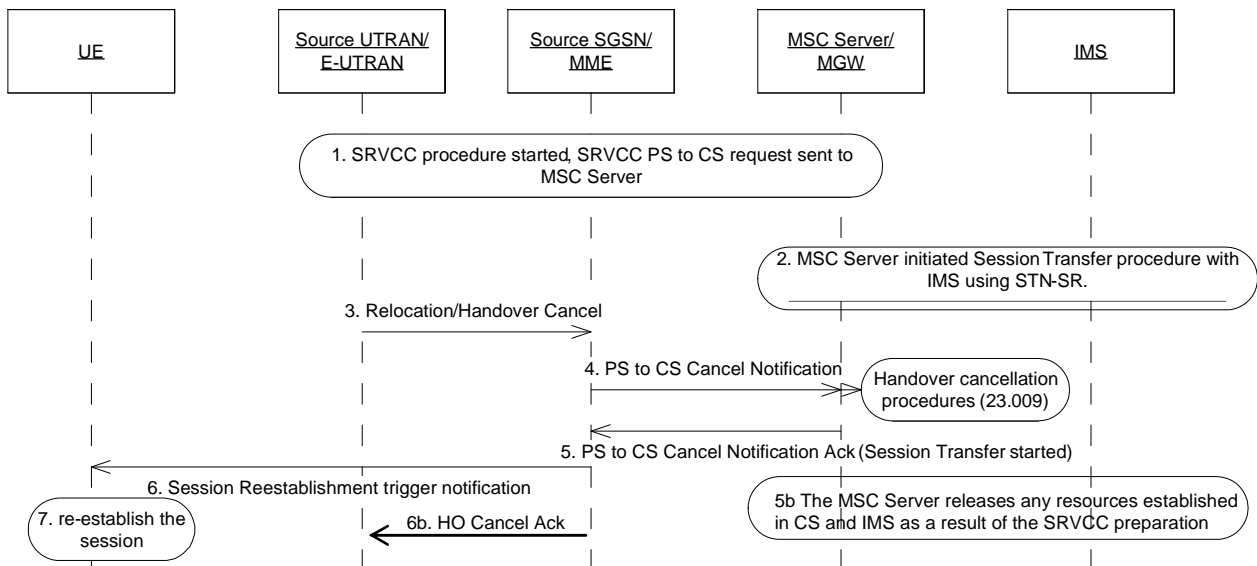 UE
Source UTRAN/
E-UTRAN
Source SGSN/
MME
MSC Server/
MGW
IMS
1. SRVCC procedure started, SRVCC PS to CS request sent to
MSC Server
2. MSC Server initiated Session Transfer procedure with
IMS using STN-SR.
3. Relocation/Handover Cancel
4. PS to CS Cancel Notification
Handover cancellation
procedures (23.009)
5. PS to CS Cancel Notification Ack (Session Transfer started)
6. Session Reestablishment trigger notification
5b The MSC Server releases any resources established
in CS and IMS as a result of the SRVCC preparation
7. re-establish the
session
6b. HO Cancel Ack